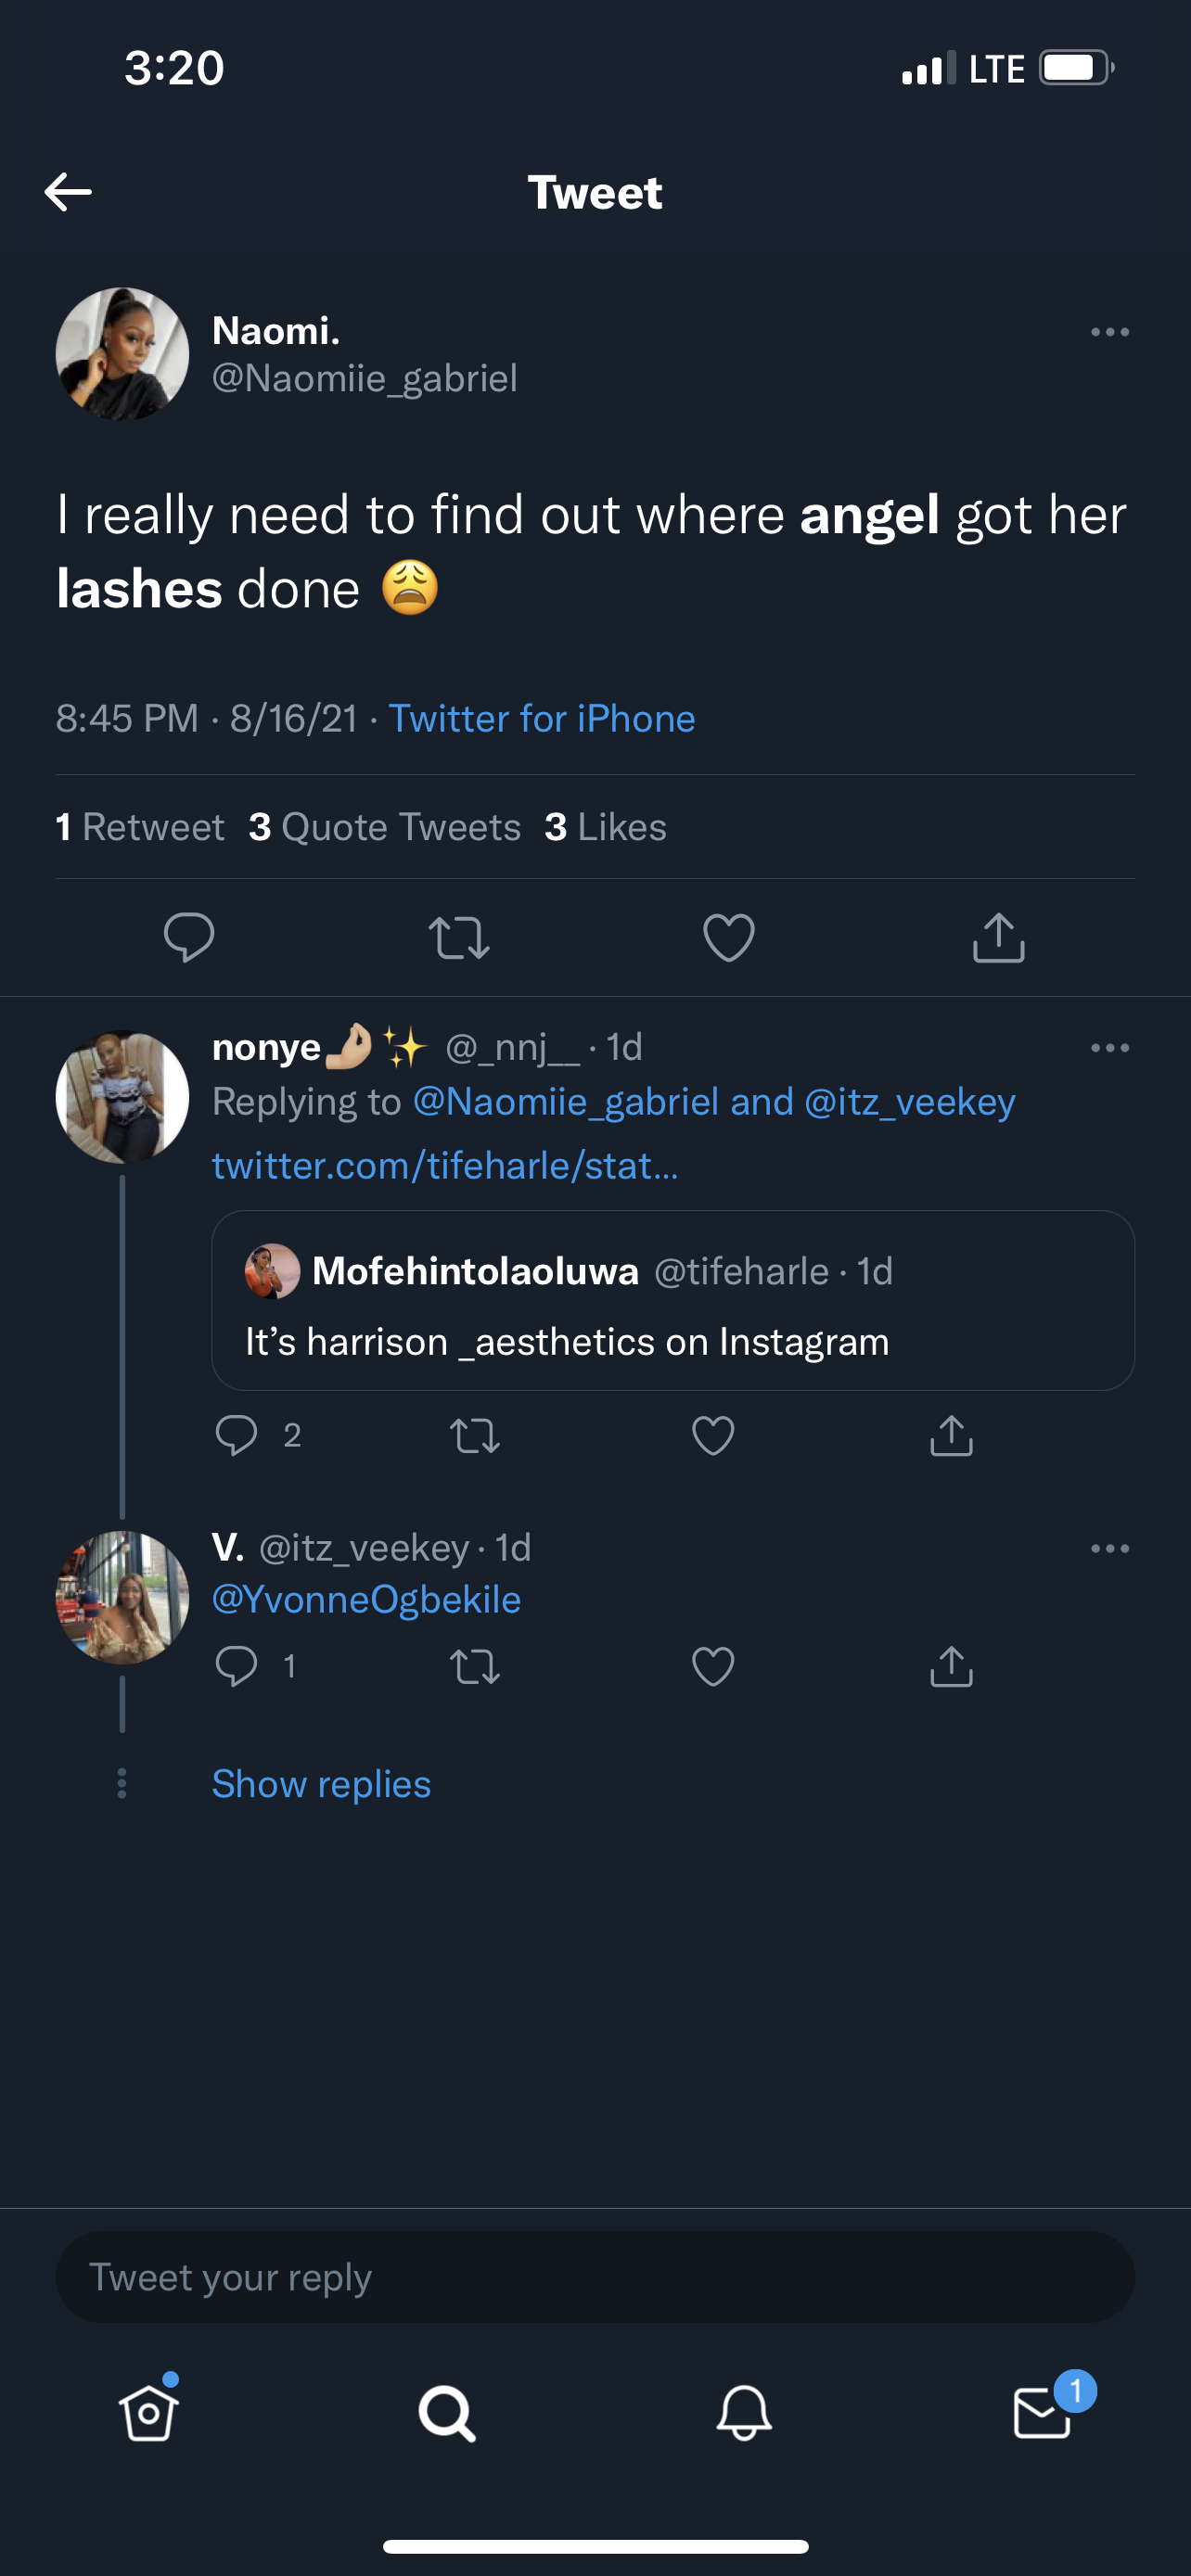 3:20 LTE
Tweet
Naomi.
@Naomiie_gabriel
I really need to find out where angel got her
lashes done 😩
8:45 PM · 8/16/21 · Twitter for iPhone
1 Retweet 3 Quote Tweets 3 Likes
nonye🤌🏼✨ @_nnj__ · 1d
Replying to @Naomiie_gabriel and @itz_veekey
twitter.com/tifeharle/stat...
Mofehintolaoluwa @tifeharle · 1d
It’s harrison _aesthetics on Instagram
2
V. @itz_veekey · 1d
@YvonneOgbekile
1
Show replies
Tweet your reply
1